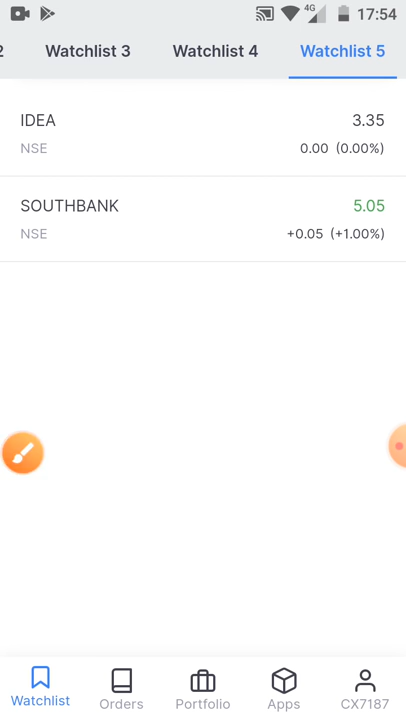 4G 17:54
2 Watchlist 3 Watchlist 4 Watchlist 5
IDEA 3.35
NSE 0.00 (0.00%)
SOUTHBANK 5.05
NSE +0.05 (+1.00%)
Watchlist Orders Portfolio Apps CX7187